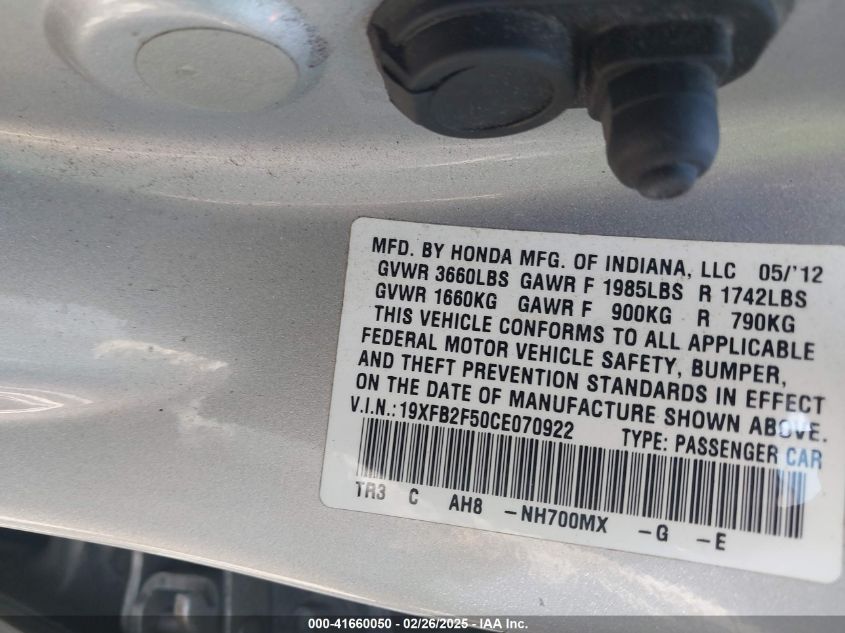 MFD. BY HONDA MFG. OF INDIANA, LLC 05/'12
GVWR 3660LBS GAWR F 1985LBS R 1742LBS
GVWR 1660KG GAWR F 900KG R 790KG
THIS VEHICLE CONFORMS TO ALL APPLICABLE
FEDERAL MOTOR VEHICLE SAFETY, BUMPER,
AND THEFT PREVENTION STANDARDS IN EFFECT
ON THE DATE OF MANUFACTURE SHOWN ABOVE.
V.I.N.:19XFB2F50CE070922 TYPE: PASSENGER CAR
TR3 C AH8 -NH700MX -G -E
000-41660050 - 02/26/2025 - IAA Inc.